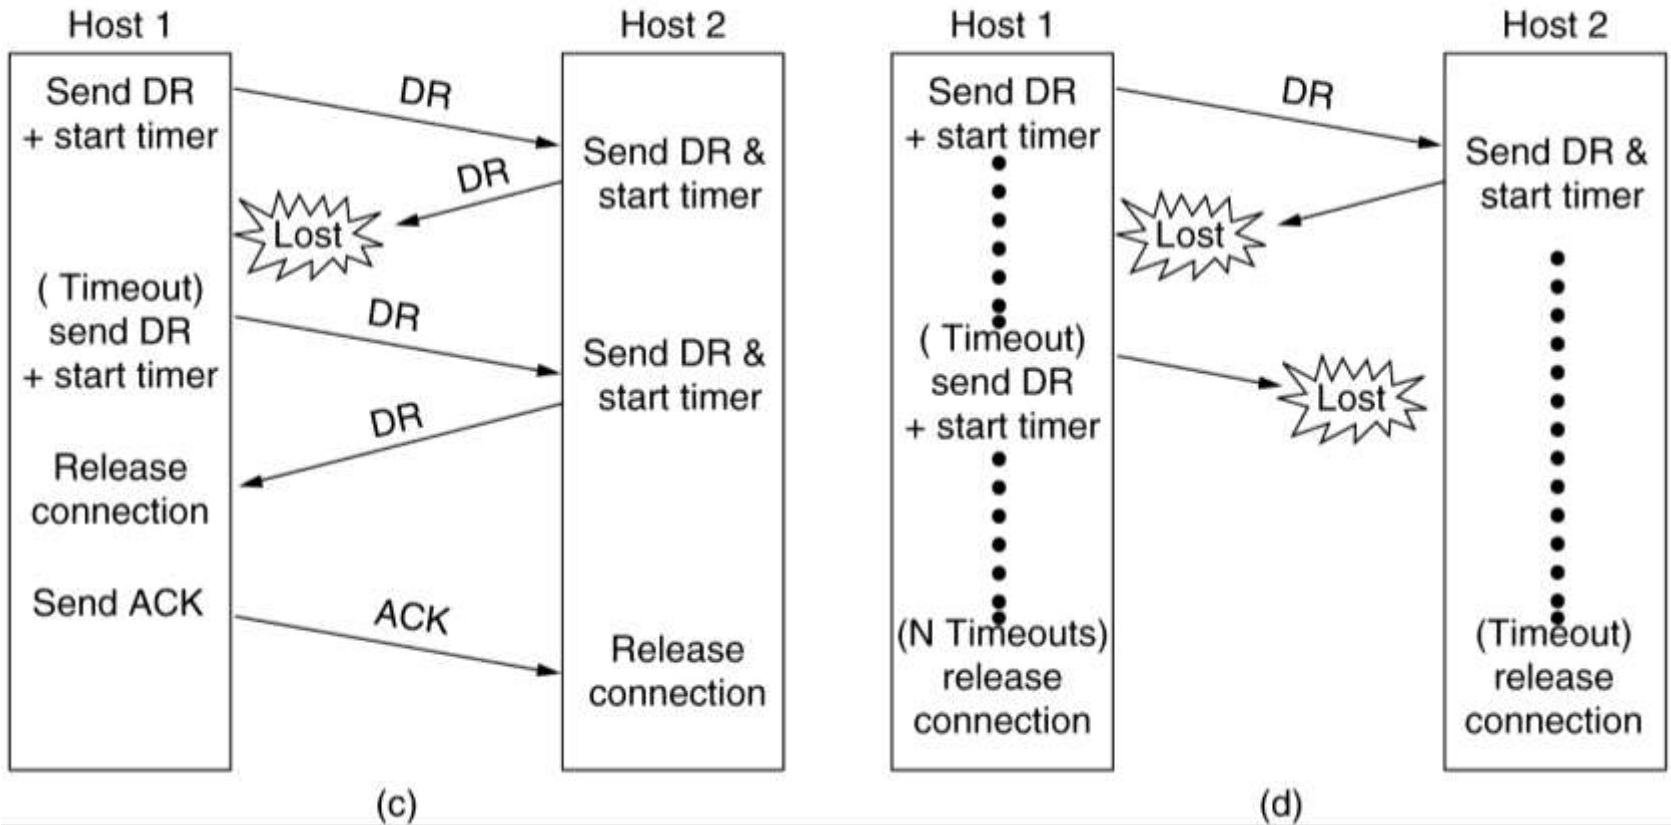 Host 1
Host 2
Send DR
+ start timer
DR
Send DR &
start timer
DR
Lost
( Timeout)
send DR
+ start timer
DR
Send DR &
start timer
DR
Release
connection
Send ACK
ACK
Release
connection
(c)
Host 1
Host 2
Send DR
+ start timer
DR
Send DR &
start timer
Lost
( Timeout)
send DR
+ start timer
Lost
(N Timeouts)
release
connection
(Timeout)
release
connection
(d)